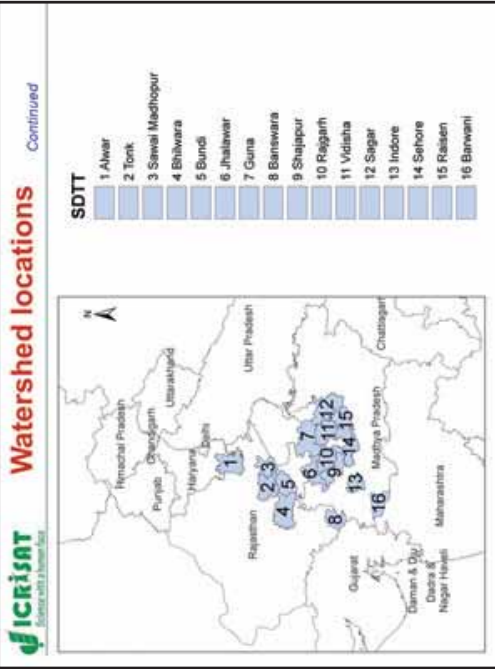 ICRISAT
Science with a human face
Watershed locations
Continued
N
Himachal Pradesh
Punjab
Chandigarh
Uttarakhand
Haryana
Delhi
Uttar Pradesh
Rajasthan
1
2 3
4 5
6 7
8
9 10 11 12
13 14 15
16
Gujarat
Madhya Pradesh
Chattisgarh
Daman & Diu
Dadra &
Nagar Haveli
Maharashtra
SDTT
1 Alwar
2 Tonk
3 Sawai Madhopur
4 Bhilwara
5 Bundi
6 Jhalawar
7 Guna
8 Banswara
9 Shajapur
10 Rajgarh
11 Vidisha
12 Sagar
13 Indore
14 Sehore
15 Raisen
16 Barwani